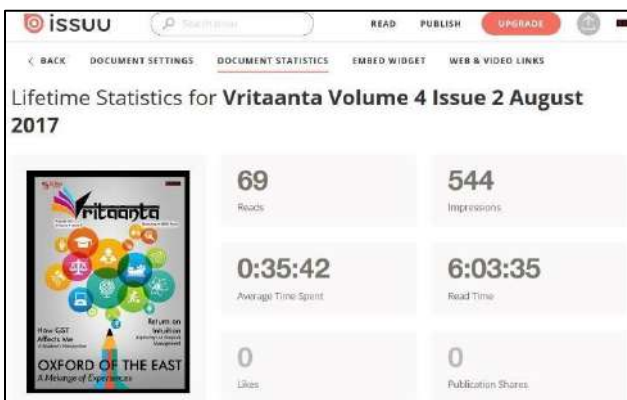 issuu
READ PUBLISH UPGRADE
< BACK DOCUMENT SETTINGS DOCUMENT STATISTICS EMBED WIDGET WEB & VIDEO LINKS
Lifetime Statistics for Vritaanta Volume 4 Issue 2 August
2017
69
Reads
544
Impressions
0:35:42
Average Time Spent
6:03:35
Read Time
0
Likes
0
Publication Shares
Vritaanta
How GST
Affects Me
Return on
Intuition
OXFORD OF THE EAST
A Melange of Experiences